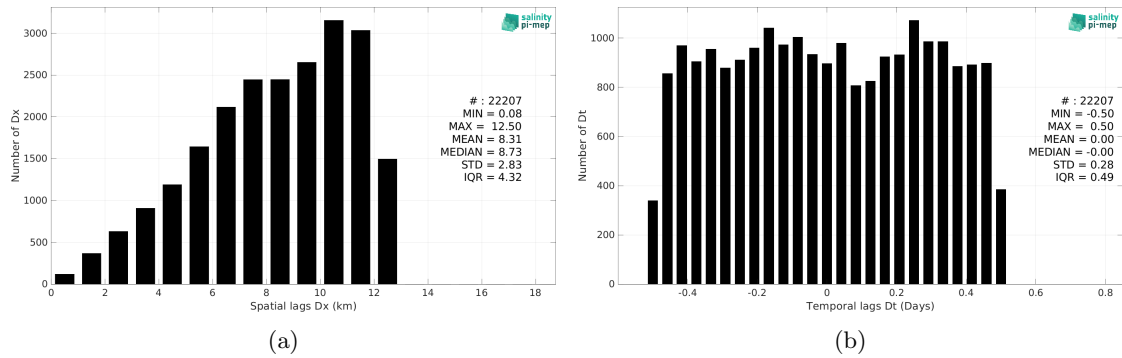 salinity
pi-mep
3000
2500
2000
1500
1000
500
0
Number of Dx
# : 22207
MIN = 0.08
MAX = 12.50
MEAN = 8.31
MEDIAN = 8.73
STD = 2.83
IQR = 4.32
0 2 4 6 8 10 12 14 16 18
Spatial lags Dx (km)
(a)
salinity
pi-mep
1000
800
600
400
200
0
Number of Dt
# : 22207
MIN = -0.50
MAX = 0.50
MEAN = 0.00
MEDIAN = -0.00
STD = 0.28
IQR = 0.49
-0.4 -0.2 0 0.2 0.4 0.6 0.8
Temporal lags Dt (Days)
(b)